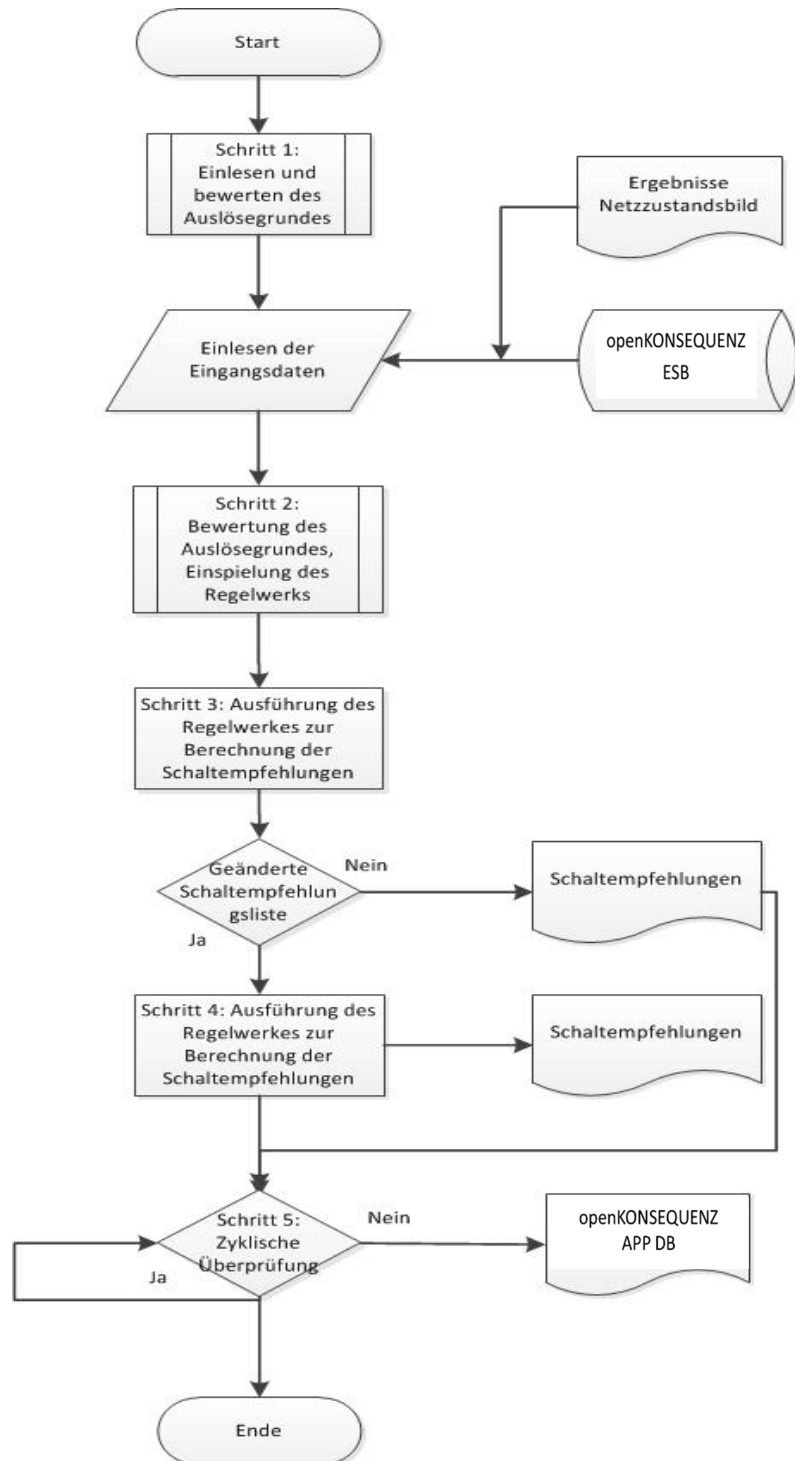 Start
Schritt 1:
Einlesen und
bewerten des
Auslösegrundes
Ergebnisse
Netzzustandsbild
Einlesen der
Eingangsdaten
openKONSEQUENZ
ESB
Schritt 2:
Bewertung des
Auslösegrundes,
Einspielung des
Regelwerks
Schritt 3: Ausführung des
Regelwerkes zur
Berechnung der
Schaltempfehlungen
Geänderte
Schaltempfehlun
gsliste
Nein
Ja
Schaltempfehlungen
Schritt 4: Ausführung des
Regelwerkes zur
Berechnung der
Schaltempfehlungen
Schaltempfehlungen
Schritt 5:
Zyklische
Überprüfung
Nein
Ja
openKONSEQUENZ
APP DB
Ende